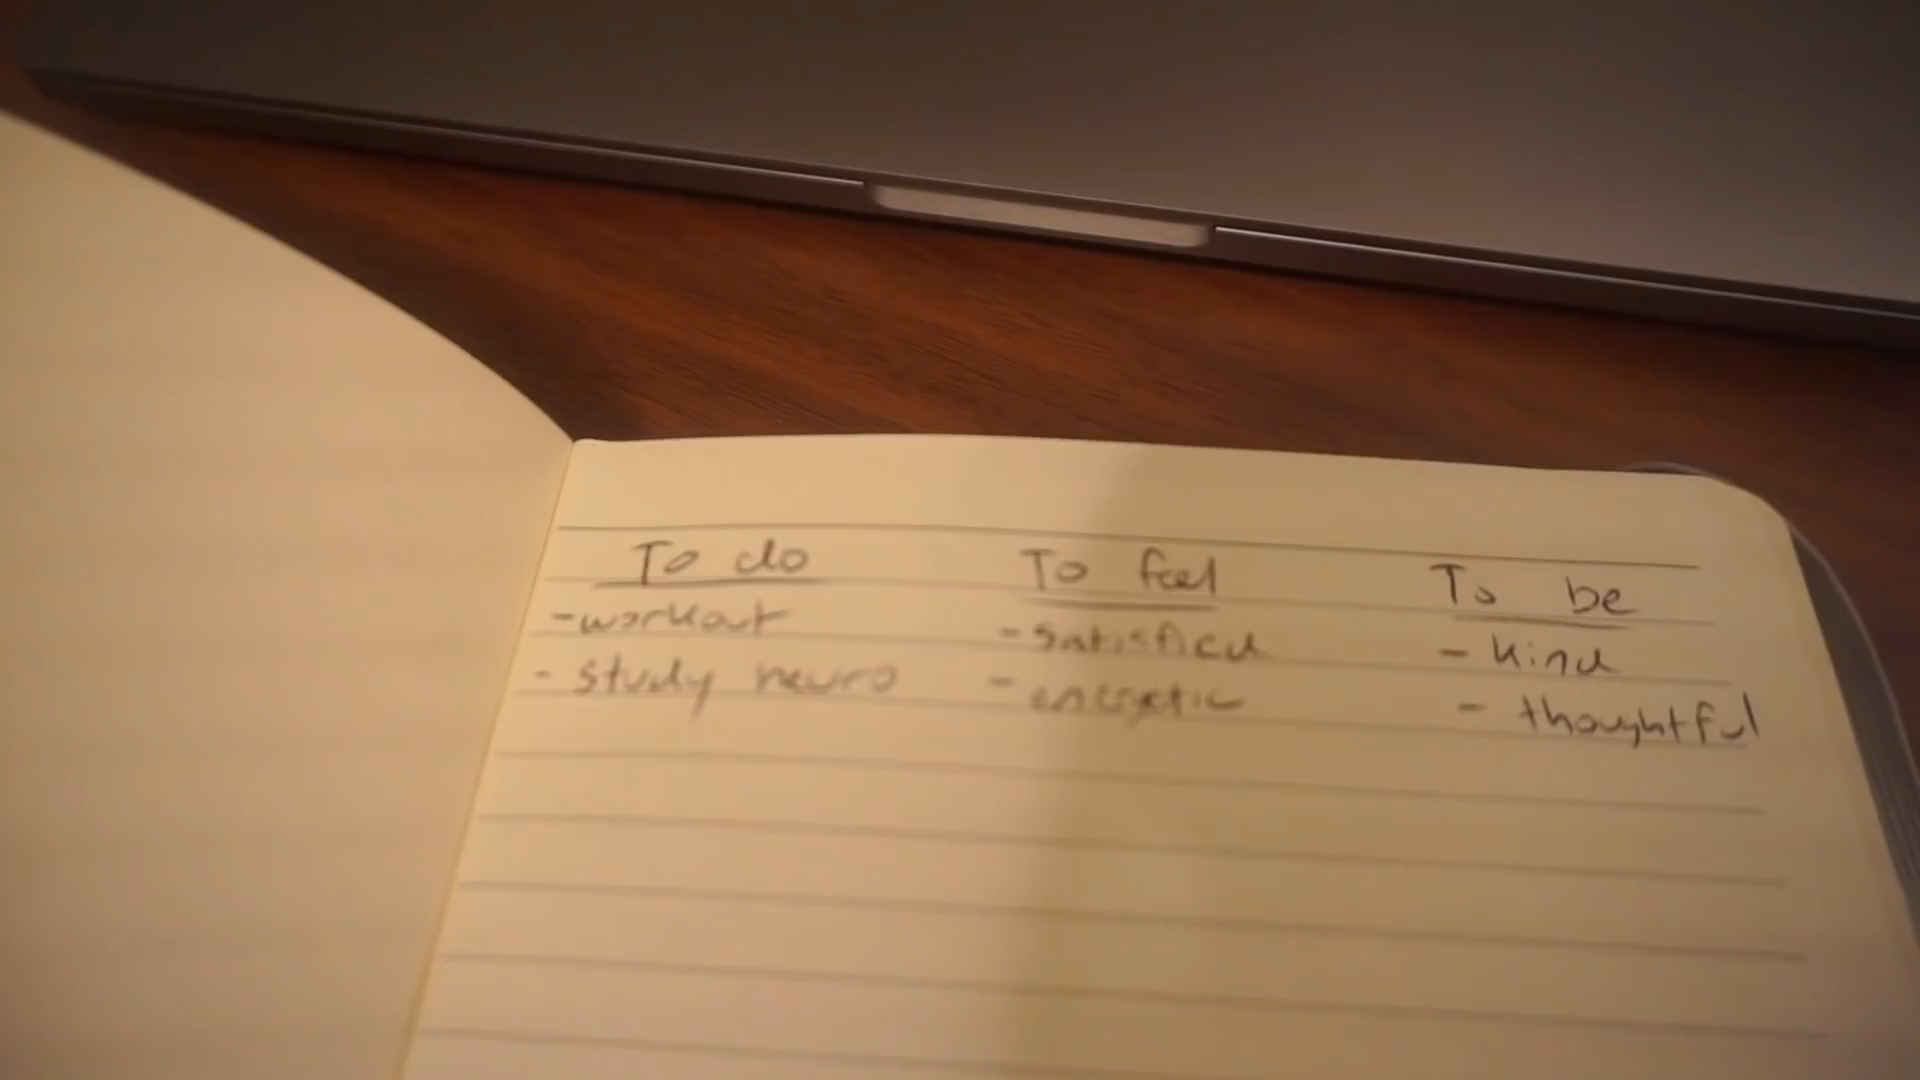 To do To feel To be
-workout -satisfied - kind
- study neuro - energetic - thoughtful